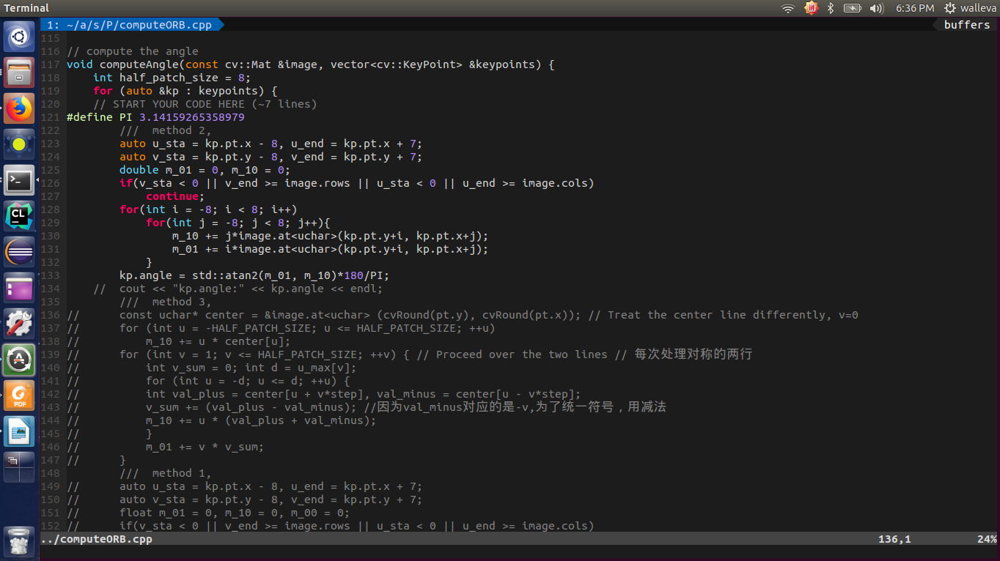 Terminal
6:36 PM walleva
1: ~/a/s/P/computeORB.cpp buffers
115
116 // compute the angle
117 void computeAngle(const cv::Mat &image, vector<cv::KeyPoint> &keypoints) {
118     int half_patch_size = 8;
119     for (auto &kp : keypoints) {
120     // START YOUR CODE HERE (~7 lines)
121 #define PI 3.14159265358979
122         ///  method 2,
123         auto u_sta = kp.pt.x - 8, u_end = kp.pt.x + 7;
124         auto v_sta = kp.pt.y - 8, v_end = kp.pt.y + 7;
125         double m_01 = 0, m_10 = 0;
126         if(v_sta < 0 || v_end >= image.rows || u_sta < 0 || u_end >= image.cols)
127             continue;
128         for(int i = -8; i < 8; i++)
129             for(int j = -8; j < 8; j++){
130                 m_10 += j*image.at<uchar>(kp.pt.y+i, kp.pt.x+j);
131                 m_01 += i*image.at<uchar>(kp.pt.y+i, kp.pt.x+j);
132             }
133         kp.angle = std::atan2(m_01, m_10)*180/PI;
134     //  cout << "kp.angle:" << kp.angle << endl;
135         ///  method 3,
136 //      const uchar* center = &image.at<uchar> (cvRound(pt.y), cvRound(pt.x)); // Treat the center line differently, v=0
137 //      for (int u = -HALF_PATCH_SIZE; u <= HALF_PATCH_SIZE; ++u)
138 //          m_10 += u * center[u];
139 //      for (int v = 1; v <= HALF_PATCH_SIZE; ++v) { // Proceed over the two lines // 每次处理对称的两行
140 //          int v_sum = 0; int d = u_max[v];
141 //          for (int u = -d; u <= d; ++u) {
142 //          int val_plus = center[u + v*step], val_minus = center[u - v*step];
143 //          v_sum += (val_plus - val_minus); //因为val_minus对应的是-v,为了统一符号，用减法
144 //          m_10 += u * (val_plus + val_minus);
145 //          }
146 //          m_01 += v * v_sum;
147 //      }
148         ///  method 1,
149 //      auto u_sta = kp.pt.x - 8, u_end = kp.pt.x + 7;
150 //      auto v_sta = kp.pt.y - 8, v_end = kp.pt.y + 7;
151 //      float m_01 = 0, m_10 = 0, m_00 = 0;
152 //      if(v_sta < 0 || v_end >= image.rows || u_sta < 0 || u_end >= image.cols)
../computeORB.cpp 136,1 24%